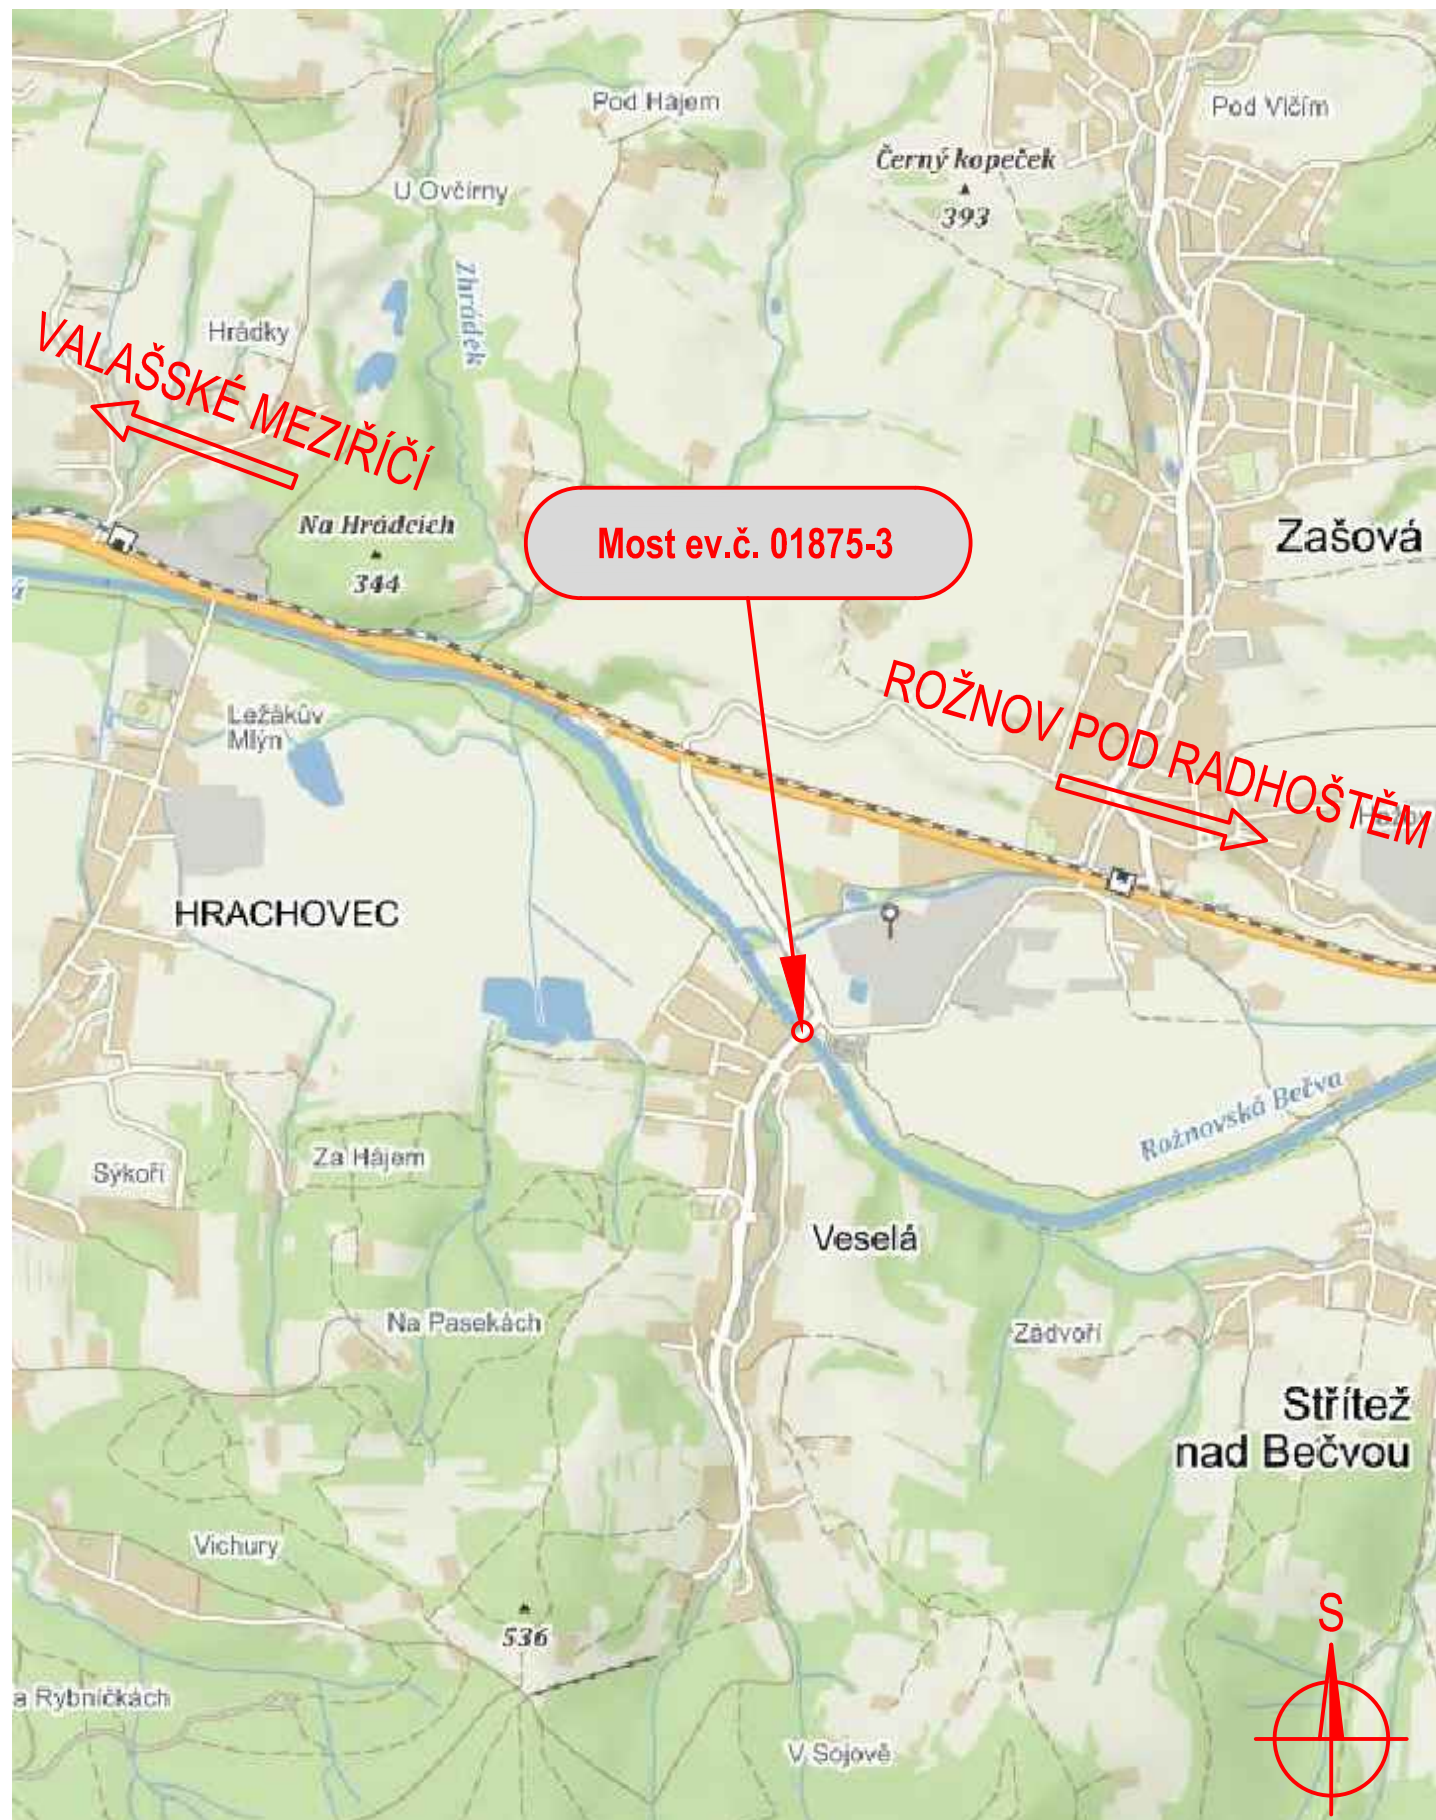 Pod Hájem
Pod Vlčím
Černý kopeček
393
U Ovčírny
Zhrádek
Hrádky
VALAŠSKÉ MEZIŘÍČÍ
Na Hrádcích
344
Most ev.č. 01875-3
Zašová
ROŽNOV POD RADHOŠTĚM
Ležákův
Mlýn
HRACHOVEC
Rožnovská Bečva
Za Hájem
Sýkoří
Veselá
Na Pasekách
Zádvoří
Střítež
nad Bečvou
Vichury
536
S
a Rybníčkách
V Sojově